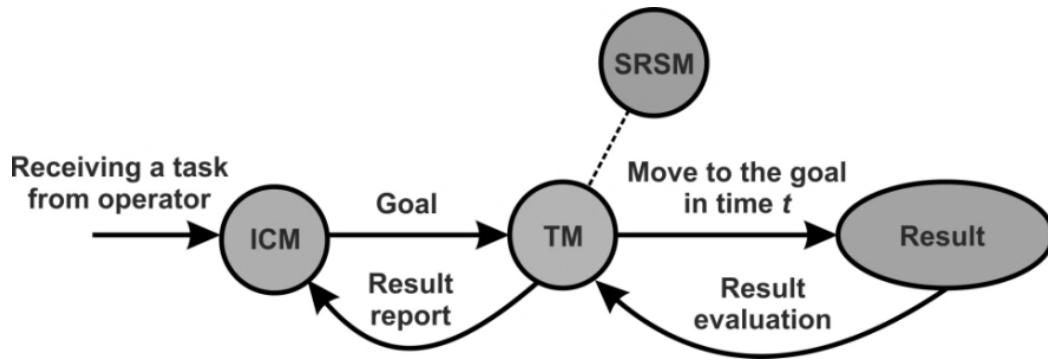 SRSM
Receiving a task
from operator
ICM
Goal
TM
Move to the goal
in time t
Result
Result
report
Result
evaluation